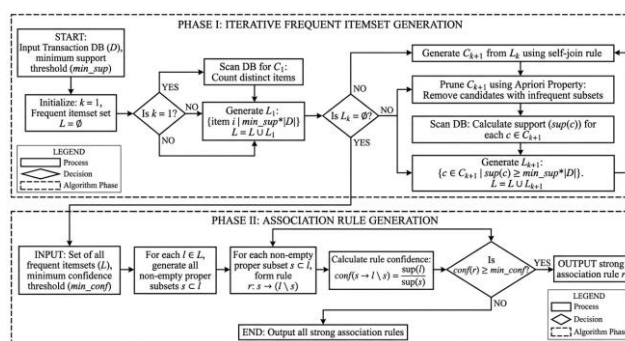 PHASE I: ITERATIVE FREQUENT ITEMSET GENERATION
START:
Input Transaction DB (D),
minimum support
threshold (min_sup)
Initialize: k = 1,
Frequent itemset set
L = ∅
Is k = 1?
YES
NO
NO
Scan DB for C₁:
Count distinct items
Generate L₁:
{item i | min_sup*|D|}
L = L ∪ L₁
Is Lₖ = ∅?
NO
YES
Generate Cₖ₊₁ from Lₖ using self-join rule
Prune Cₖ₊₁ using Apriori Property:
Remove candidates with infrequent subsets
Scan DB: Calculate support (sup(c)) for
each c ∈ Cₖ₊₁
Generate Lₖ₊₁:
{c ∈ Cₖ₊₁ | sup(c) ≥ min_sup*|D|}.
L = L ∪ Lₖ₊₁
LEGEND
Process
Decision
Algorithm Phase
PHASE II: ASSOCIATION RULE GENERATION
INPUT: Set of all
frequent itemsets (L),
minimum confidence
threshold (min_conf)
For each l ∈ L,
generate all
non-empty proper
subsets s ⊂ l
For each non-empty
proper subset s ⊂ l,
form rule
r: s → (l \ s)
Calculate rule confidence:
conf(s → l \ s) = sup(l)
sup(s)
Is
conf(r) ≥ min_conf?
YES
NO
OUTPUT strong
association rule r
END: Output all strong association rules
LEGEND
Process
Decision
Algorithm Phase